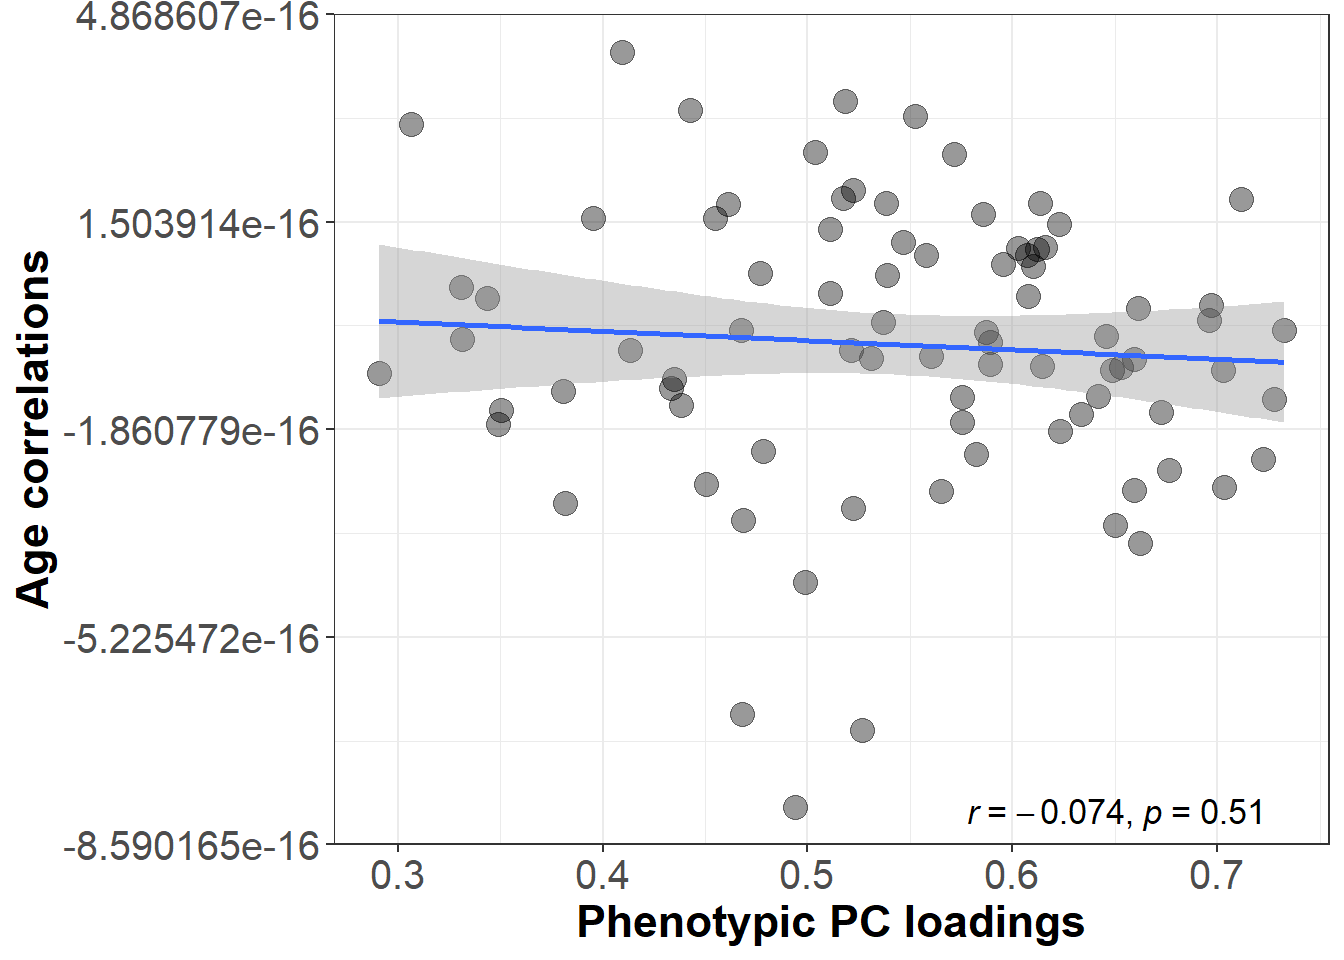 Age correlations
4.868607e-16
1.503914e-16
-1.860779e-16
-5.225472e-16
-8.590165e-16
r = – 0.074, p = 0.51
0.3 0.4 0.5 0.6 0.7
Phenotypic PC loadings